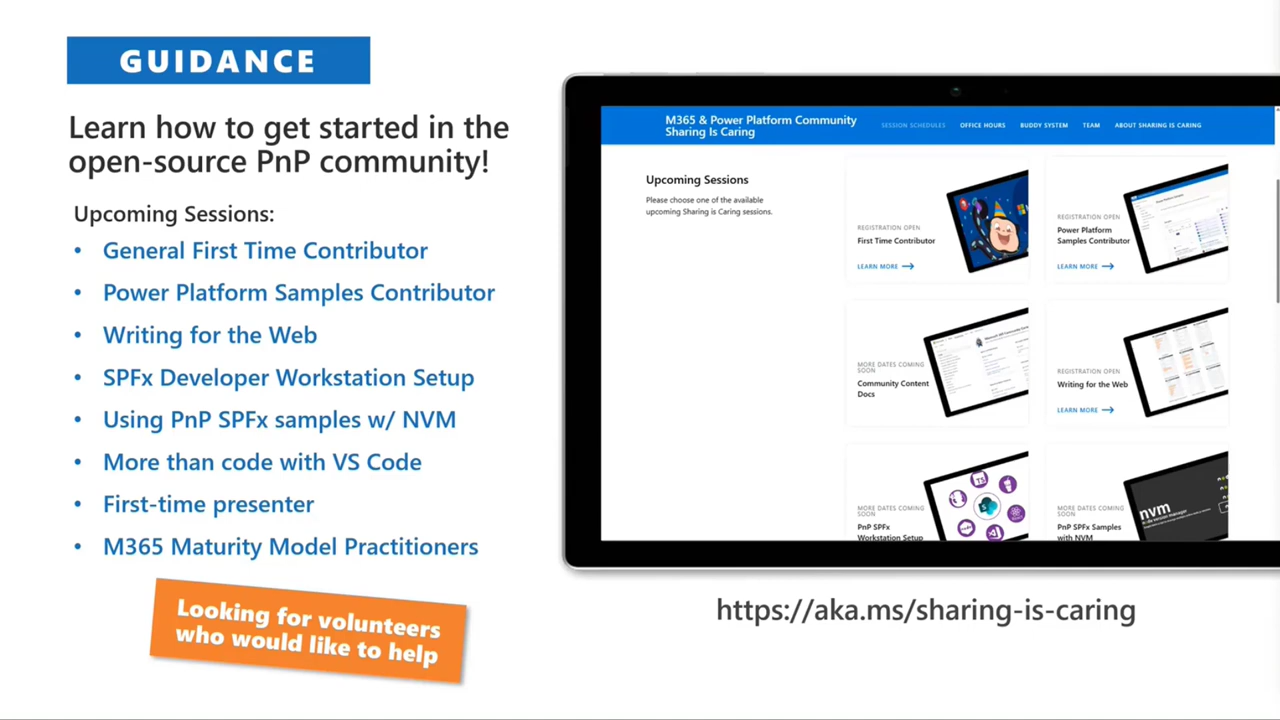 GUIDANCE
Learn how to get started in the
open-source PnP community!
Upcoming Sessions:
• General First Time Contributor
• Power Platform Samples Contributor
• Writing for the Web
• SPFx Developer Workstation Setup
• Using PnP SPFx samples w/ NVM
• More than code with VS Code
• First-time presenter
• M365 Maturity Model Practitioners
Looking for volunteers
who would like to help
M365 & Power Platform Community
Sharing Is Caring
SESSION SCHEDULES
OFFICE HOURS
BUDDY SYSTEM
TEAM
ABOUT SHARING IS CARING
Upcoming Sessions
Please choose one of the available
upcoming Sharing is Caring sessions.
REGISTRATION OPEN
First Time Contributor
LEARN MORE
REGISTRATION OPEN
Power Platform
Samples Contributor
LEARN MORE
MORE DATES COMING
SOON
Community Content
Docs
REGISTRATION OPEN
Writing for the Web
LEARN MORE
MORE DATES COMING
SOON
PnP SPFx
Workstation Setup
MORE DATES COMING
SOON
PnP SPFx Samples
with NVM
nvm
https://aka.ms/sharing-is-caring